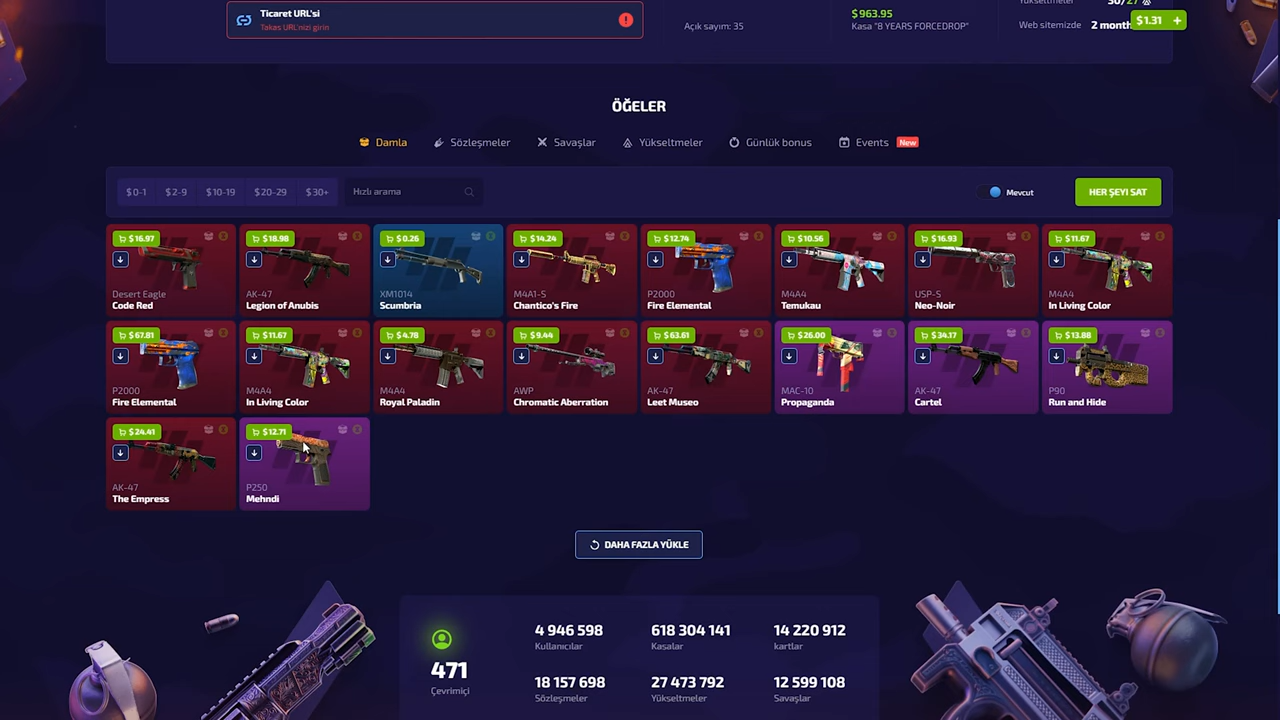 Ticaret URL'si
Takas URL'nizi girin
!
Açık sayım: 35
$963.95
Kasa "8 YEARS FORCEDROP"
Web sitemizde 2 month
$1.31 +
ÖĞELER
Damla Sözleşmeler Savaşlar Yükseltmeler Günlük bonus Events New
$0-1 $2-9 $10-19 $20-29 $30+ Hızlı arama Mevcut HER ŞEYİ SAT
$16.97 $18.98 $0.26 $14.24 $12.74 $10.56 $16.93 $11.67
Desert Eagle AK-47 XM1014 M4A1-S P2000 M4A4 USP-S M4A4
Code Red Legion of Anubis Scumbria Chantico's Fire Fire Elemental Temukau Neo-Noir In Living Color
$67.81 $11.67 $4.78 $9.44 $63.61 $26.00 $34.17 $13.88
P2000 M4A4 M4A4 AWP AK-47 MAC-10 AK-47 P90
Fire Elemental In Living Color Royal Paladin Chromatic Aberration Leet Museo Propaganda Cartel Run and Hide
$24.41 $12.71
AK-47 P250
The Empress Mehndi
DAHA FAZLA YÜKLE
471
Çevrimiçi
4 946 598 618 304 141 14 220 912
Kullanıcılar Kasalar kartlar
18 157 698 27 473 792 12 599 108
Sözleşmeler Yükseltmeler Savaşlar